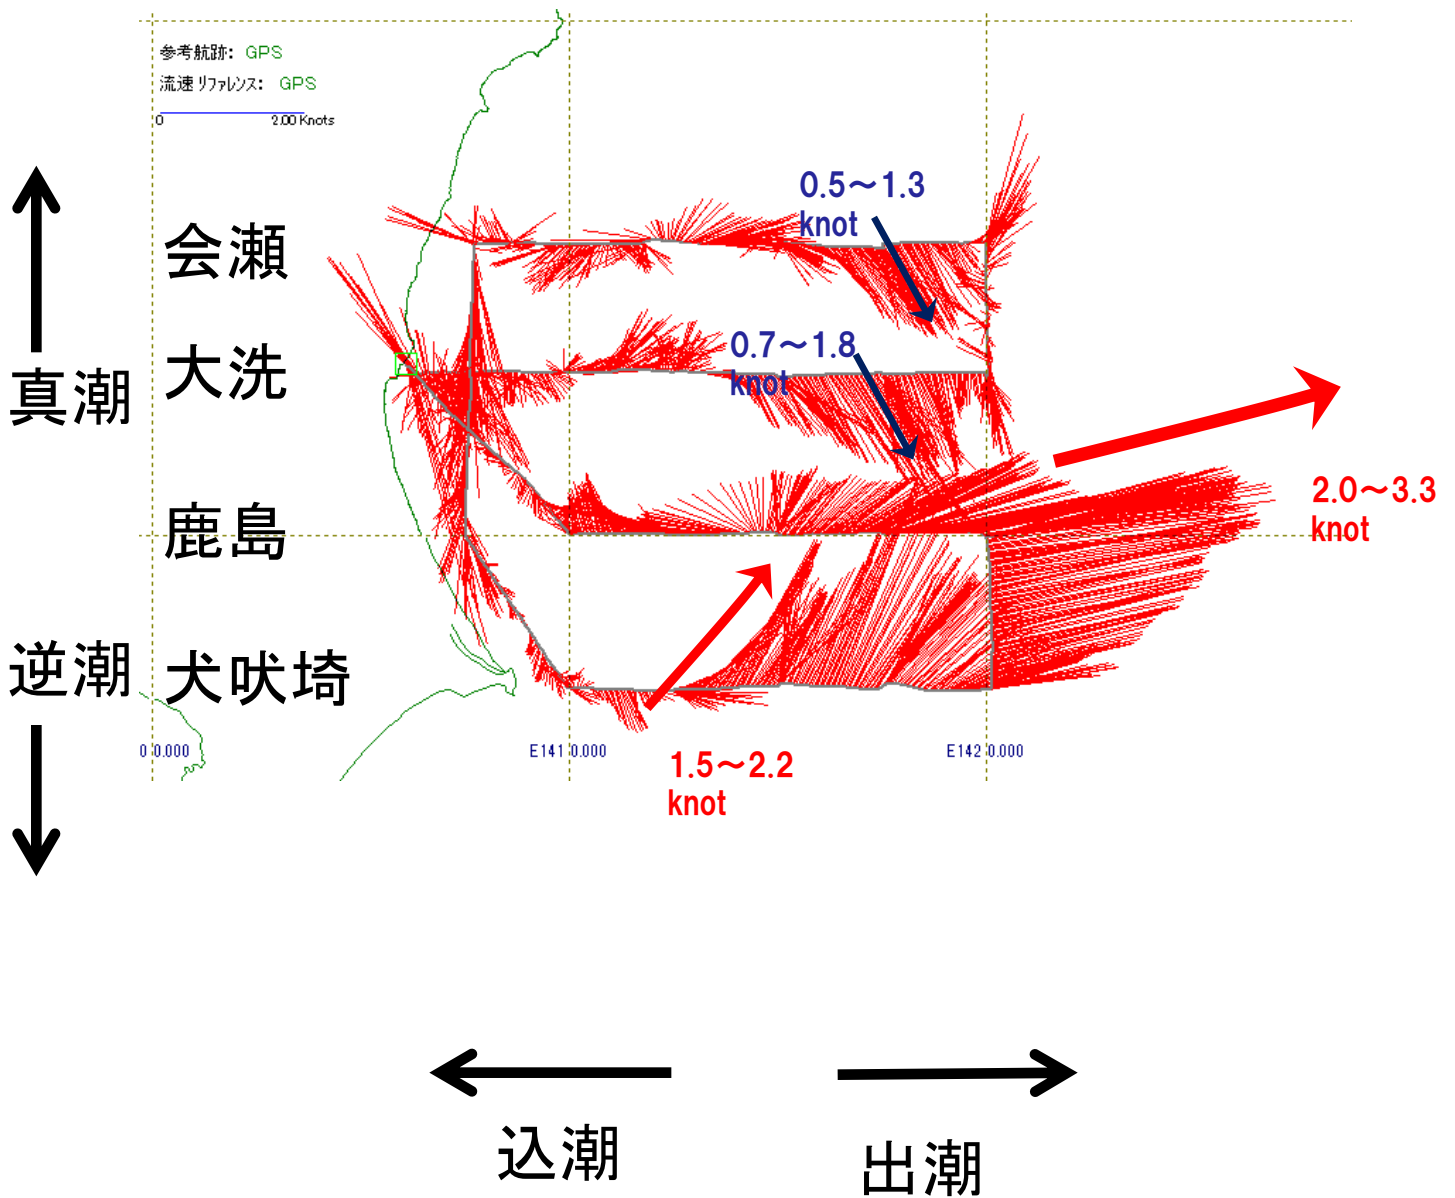 参考航跡: GPS
流速リファレンス: GPS
0 2.00 Knots
0.5～1.3
knot
会瀬
0.7～1.8
knot
大洗
真潮
2.0～3.3
knot
鹿島
逆潮
犬吠埼
0 0.000
E141 0.000
E142 0.000
1.5～2.2
knot
込潮
出潮